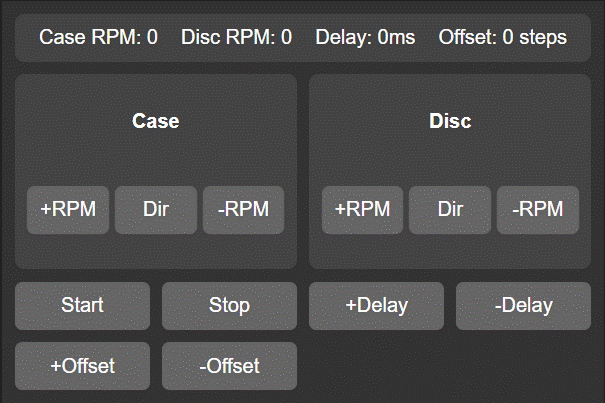 Case RPM: 0 Disc RPM: 0 Delay: 0ms Offset: 0 steps
Case Disc
+RPM Dir -RPM +RPM Dir -RPM
Start Stop +Delay -Delay
+Offset -Offset